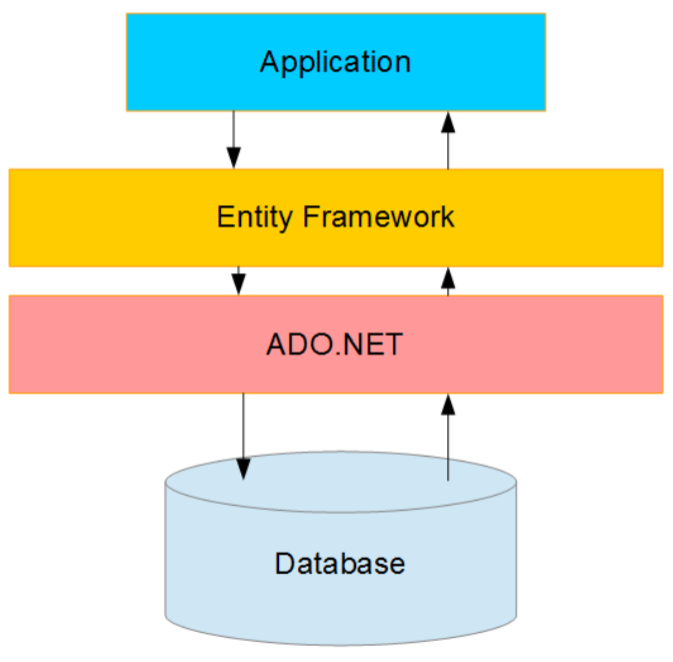 Application
Entity Framework
ADO.NET
Database